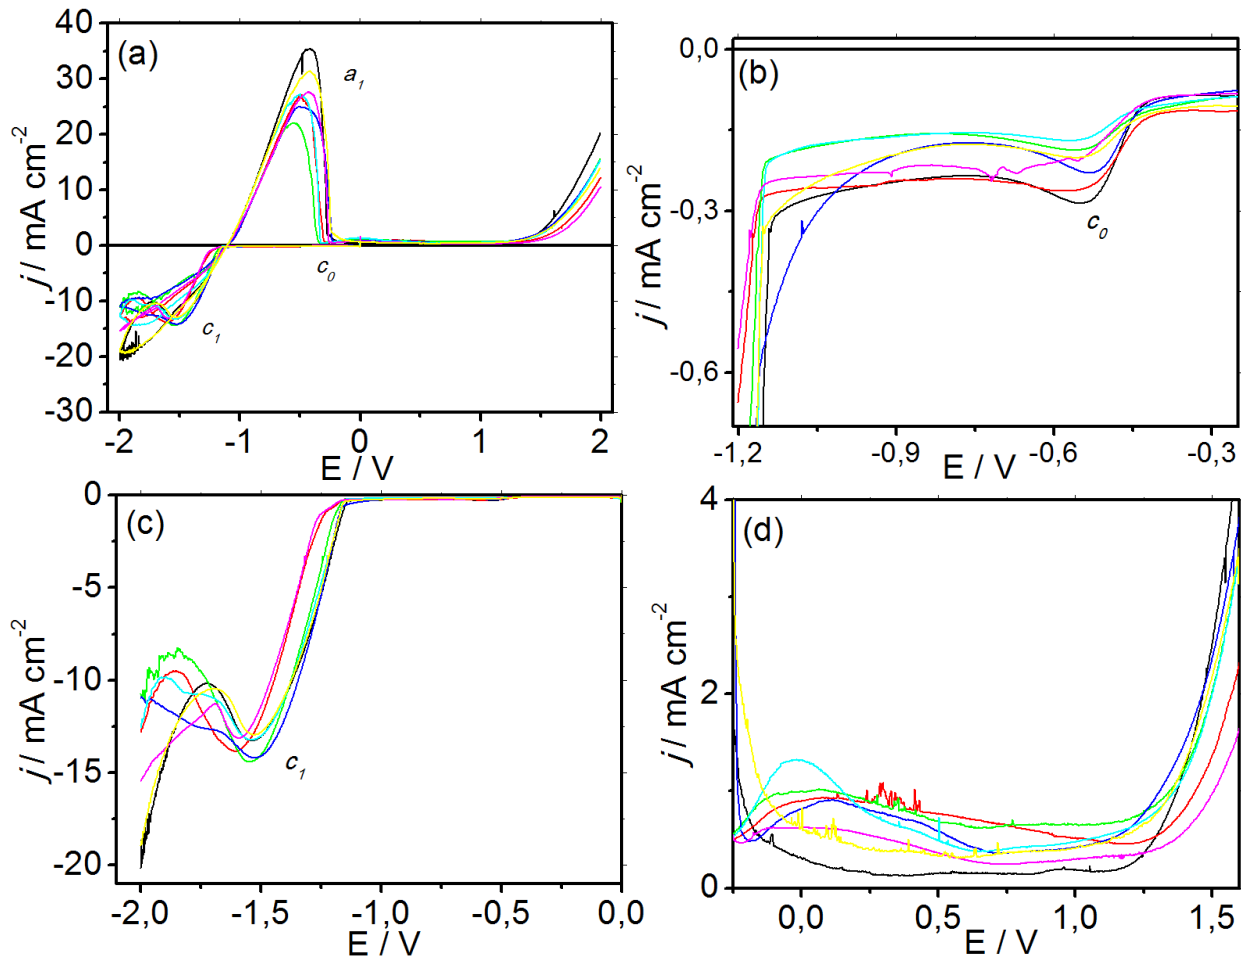 (a)
40
30
20
10
0
-10
-20
-30
j / mA cm-2
a1
c0
c1
-2
-1
0
1
2
E / V
(b)
0,0
-0,3
-0,6
j / mA cm-2
c0
-1,2
-0,9
-0,6
-0,3
E / V
(c)
0
-5
-10
-15
-20
j / mA cm-2
c1
-2,0
-1,5
-1,0
-0,5
0,0
E / V
(d)
4
2
0
j / mA cm-2
0,0
0,5
1,0
1,5
E / V